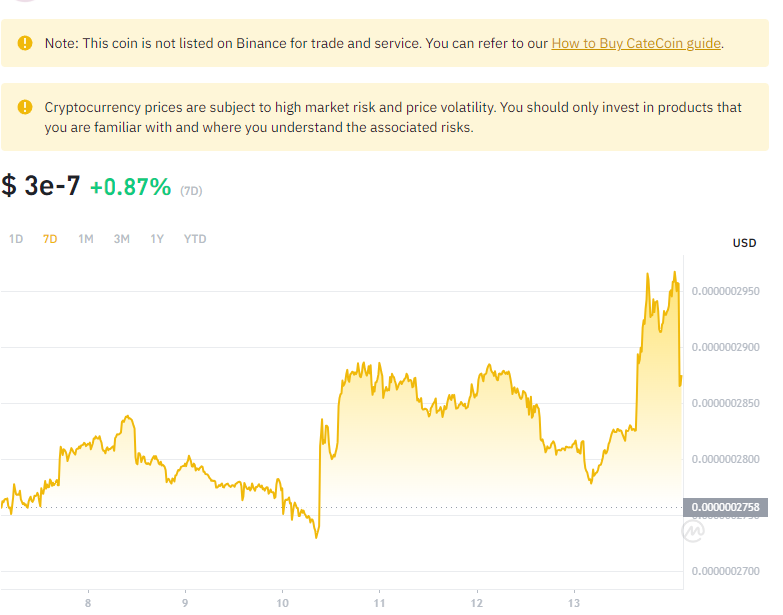 Note: This coin is not listed on Binance for trade and service. You can refer to our How to Buy CateCoin guide.
Cryptocurrency prices are subject to high market risk and price volatility. You should only invest in products that
you are familiar with and where you understand the associated risks.
$ 3e-7 +0.87% (7D)
1D 7D 1M 3M 1Y YTD
USD
0.0000002950
0.0000002900
0.0000002850
0.0000002800
0.0000002758
0.0000002750
0.0000002700
8 9 10 11 12 13